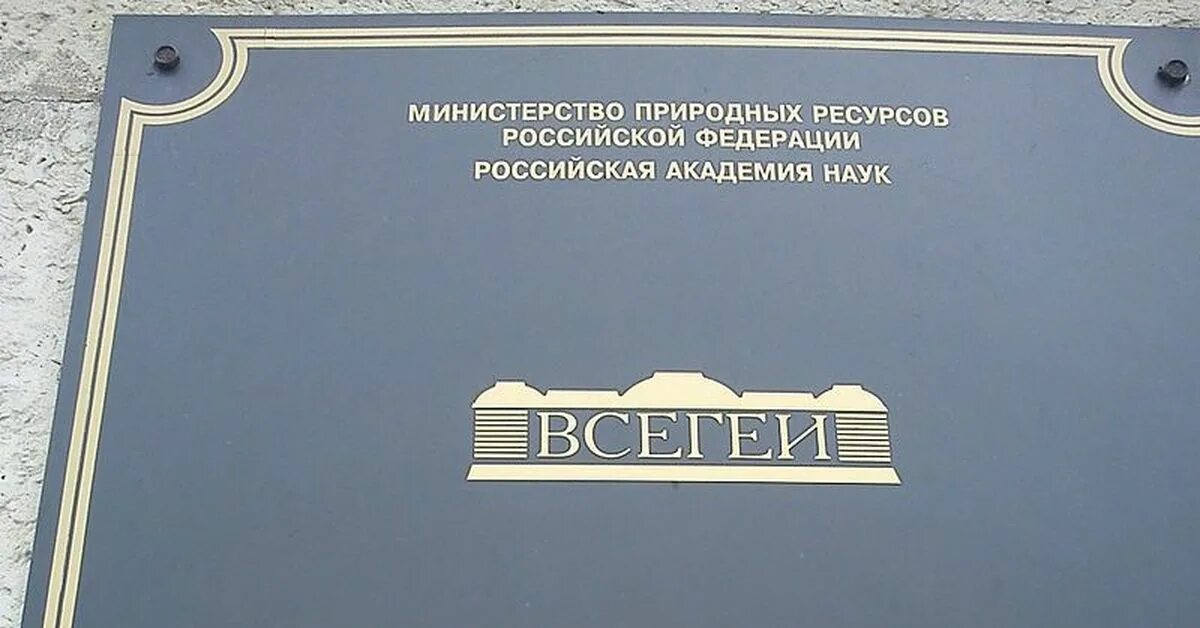 МИНИСТЕРСТВО ПРИРОДНЫХ РЕСУРСОВ
РОССИЙСКОЙ ФЕДЕРАЦИИ
РОССИЙСКАЯ АКАДЕМИЯ НАУК
ВСЕГЕИ